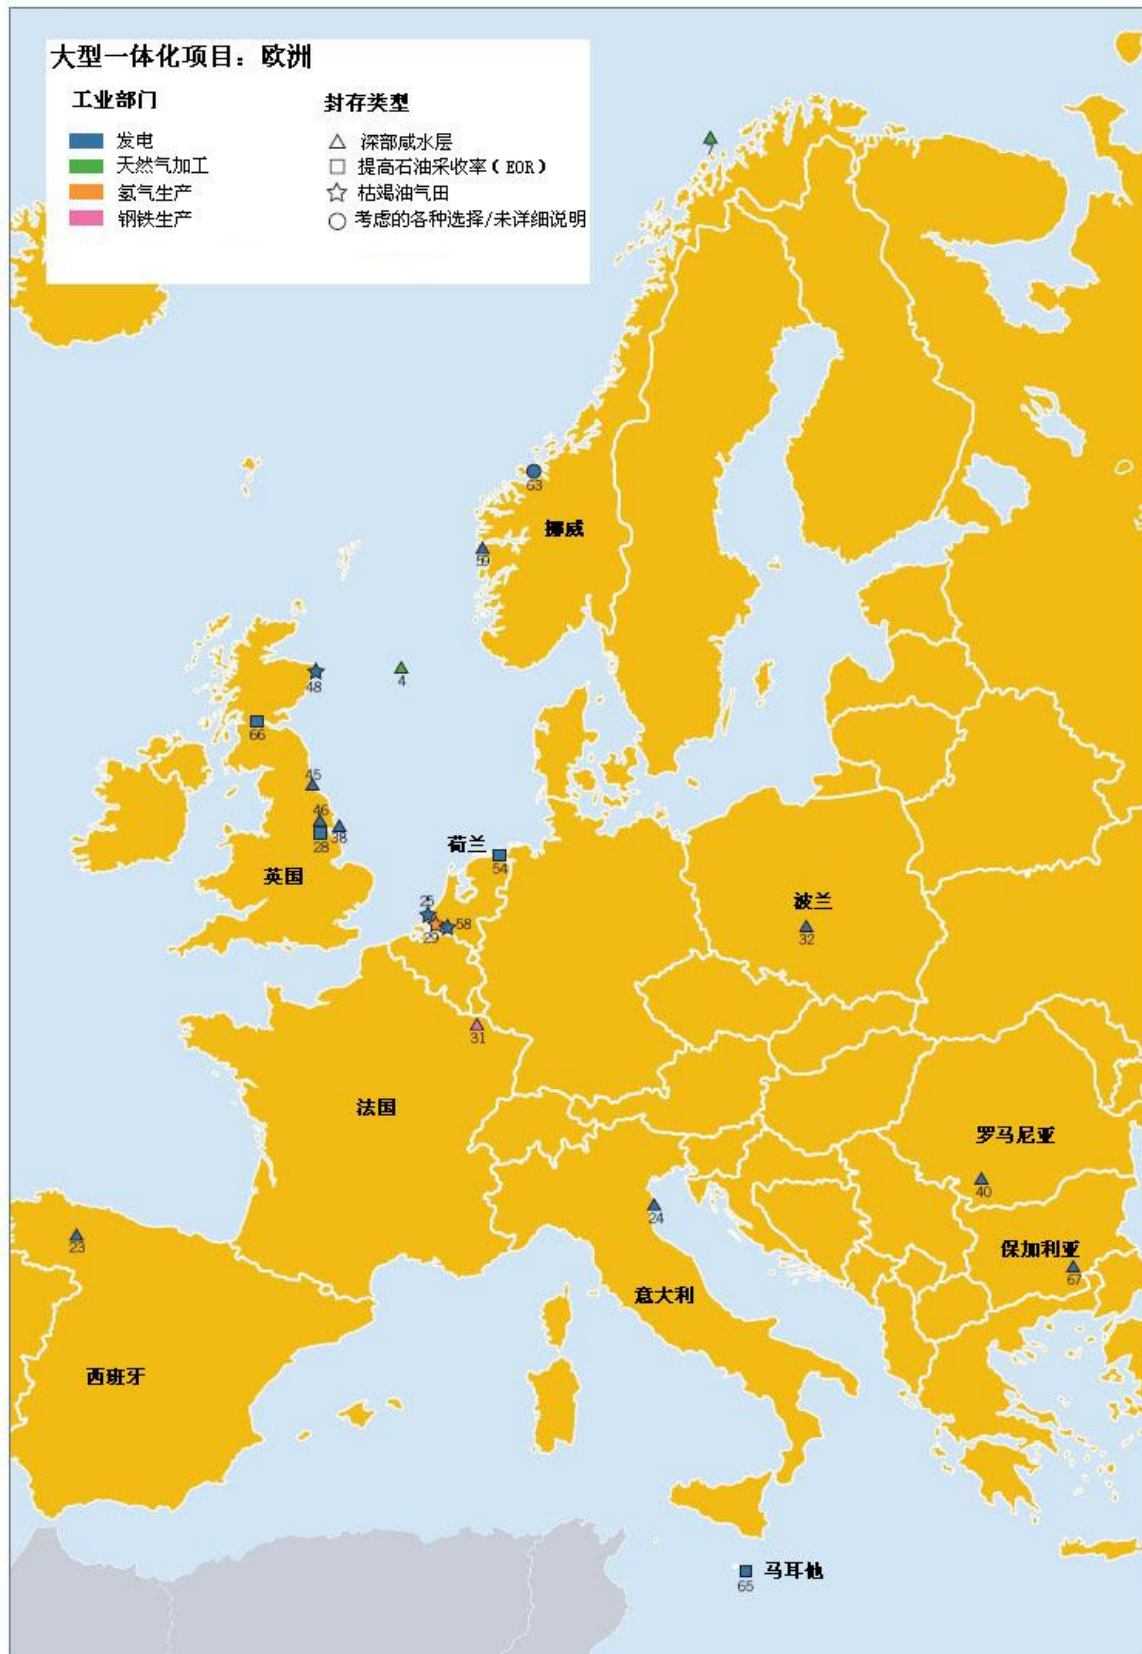 大型一体化项目：欧洲
工业部门
发电
天然气加工
氢气生产
钢铁生产
封存类型
深部咸水层
提高石油采收率（EOR）
枯竭油气田
考虑的各种选择/未详细说明
7
63
挪威
59
4
48
66
45
46
38
28
英国
荷兰
54
25
58
29
波兰
32
31
法国
罗马尼亚
40
24
23
保加利亚
67
意大利
西班牙
马耳他
65